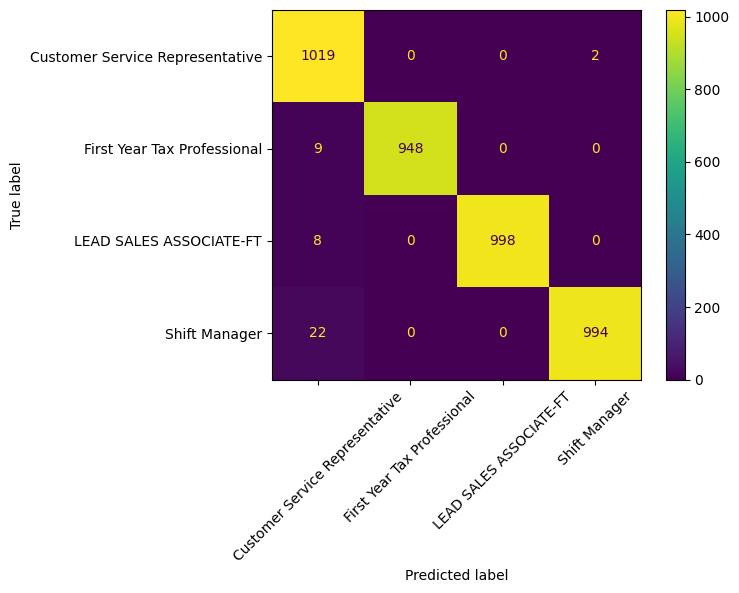 Customer Service Representative
1019 0 0 2
First Year Tax Professional
9 948 0 0
LEAD SALES ASSOCIATE-FT
8 0 998 0
Shift Manager
22 0 0 994
True label
Customer Service Representative
First Year Tax Professional
LEAD SALES ASSOCIATE-FT
Shift Manager
Predicted label
1000
800
600
400
200
0